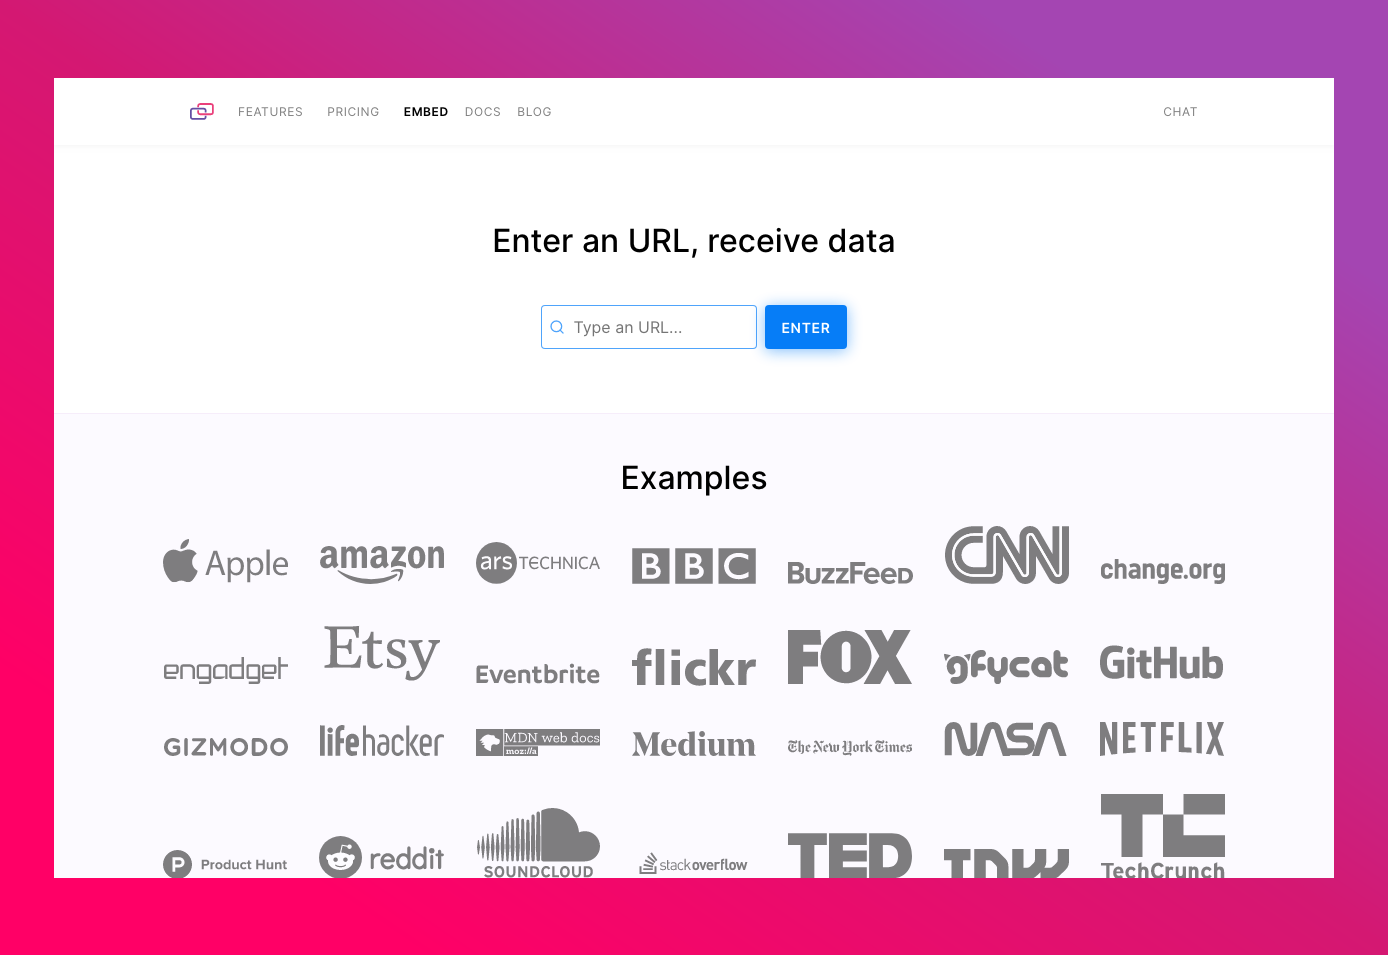 FEATURES PRICING EMBED DOCS BLOG CHAT
Enter an URL, receive data
Type an URL... ENTER
Examples
Apple amazon ars TECHNICA BBC BuzzFeed CNN change.org
engadget Etsy Eventbrite flickr FOX gfycat GitHub
GIZMODO lifehacker MDN web docs moz://a Medium The New York Times NASA NETFLIX
Product Hunt reddit SOUNDCLOUD stackoverflow TED TNW TC TechCrunch